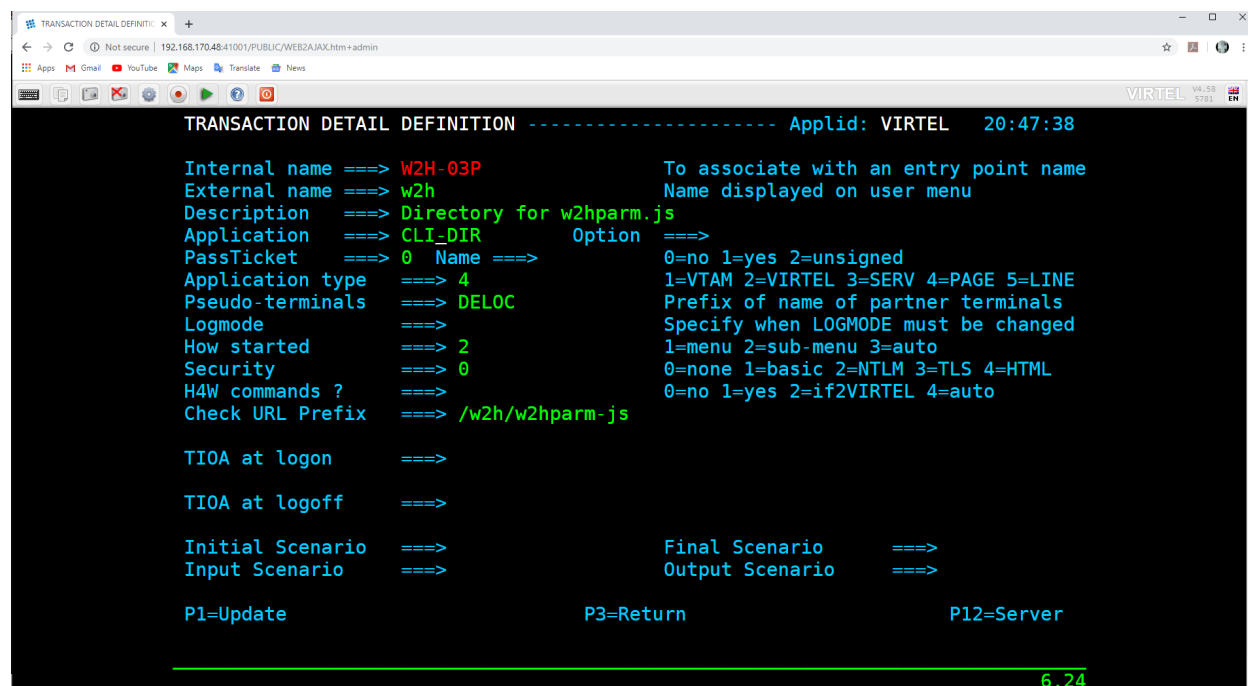 TRANSACTION DETAIL DEFINITIC
Not secure | 192.168.170.48:41001/PUBLIC/WEB2AJAX.htm+admin
Apps Gmail YouTube Maps Translate News
VIRTEL V4.58 5781 EN
TRANSACTION DETAIL DEFINITION ---------------------- Applid: VIRTEL 20:47:38
Internal name ===> W2H-03P To associate with an entry point name
External name ===> w2h Name displayed on user menu
Description ===> Directory for w2hparm.js
Application ===> CLI-DIR Option ===>
PassTicket ===> 0 Name ===> 0=no 1=yes 2=unsigned
Application type ===> 4 1=VTAM 2=VIRTEL 3=SERV 4=PAGE 5=LINE
Pseudo-terminals ===> DELOC Prefix of name of partner terminals
Logmode ===> Specify when LOGMODE must be changed
How started ===> 2 1=menu 2=sub-menu 3=auto
Security ===> 0 0=none 1=basic 2=NTLM 3=TLS 4=HTML
H4W commands ? ===> 0=no 1=yes 2=if2VIRTEL 4=auto
Check URL Prefix ===> /w2h/w2hparm-js
TIOA at logon ===>
TIOA at logoff ===>
Initial Scenario ===> Final Scenario ===>
Input Scenario ===> Output Scenario ===>
P1=Update P3=Return P12=Server
6,24